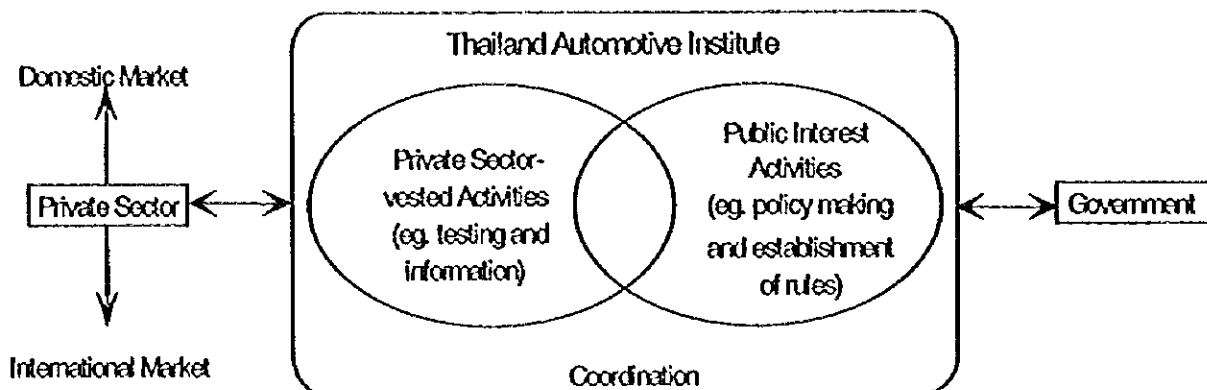 Thailand Automotive Institute
Domestic Market
Private Sector
International Market
Private Sector-
vested Activities
(eg. testing and
information)
Public Interest
Activities
(eg. policy making
and establishment
of rules)
Government
Coordination